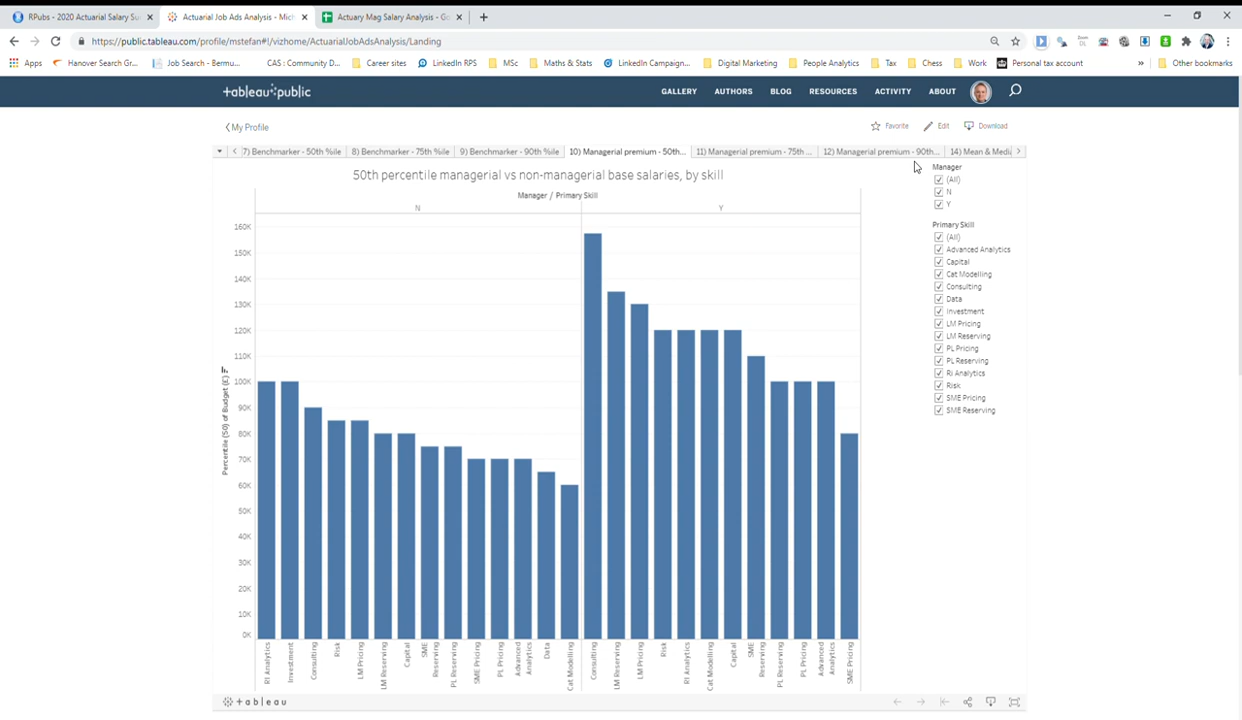 RPubs - 2020 Actuarial Salary Su
Actuarial Job Ads Analysis - Mic
Actuary Mag Salary Analysis - Go
https://public.tableau.com/profile/mstefan#!/vizhome/ActuarialJobAdsAnalysis/Landing
Apps
Hanover Search Gr...
Job Search - Bermu...
CAS : Community D...
Career sites
LinkedIn RPS
MSc
Maths & Stats
LinkedIn Campaign...
Digital Marketing
People Analytics
Tax
Chess
Work
Personal tax account
»
Other bookmarks
+ableau public
GALLERY
AUTHORS
BLOG
RESOURCES
ACTIVITY
ABOUT
My Profile
Favorite
Edit
Download
7) Benchmarker - 50th %ile
8) Benchmarker - 75th %ile
9) Benchmarker - 90th %ile
10) Managerial premium - 50th...
11) Managerial premium - 75th ...
12) Managerial premium - 90th...
14) Mean & Medi
50th percentile managerial vs non-managerial base salaries, by skill
Manager / Primary Skill
N
Y
Percentile (50) of Budget (£)
160K
150K
140K
130K
120K
110K
100K
90K
80K
70K
60K
50K
40K
30K
20K
10K
0K
RI Analytics
Investment
Consulting
Risk
LM Pricing
LM Reserving
Capital
SME
Reserving
PL Reserving
SME Pricing
PL Pricing
Advanced
Analytics
Data
Cat Modelling
Consulting
LM Reserving
LM Pricing
Risk
RI Analytics
Cat Modelling
Capital
SME
Reserving
PL Reserving
PL Pricing
Advanced
Analytics
SME Pricing
Manager
(All)
N
Y
Primary Skill
(All)
Advanced Analytics
Capital
Cat Modelling
Consulting
Data
Investment
LM Pricing
LM Reserving
PL Pricing
PL Reserving
RI Analytics
Risk
SME Pricing
SME Reserving
+ableau